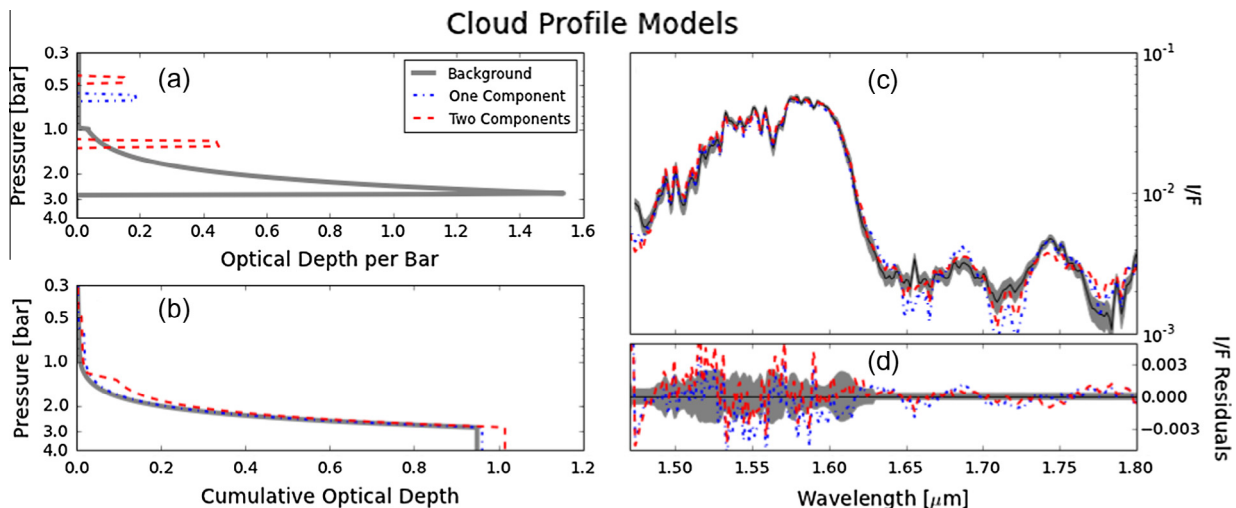 Cloud Profile Models
(a)
Pressure [bar]
0.3
0.5
1.0
2.0
3.0
4.0
Background
One Component
Two Components
0.0 0.2 0.4 0.6 0.8 1.0 1.2 1.4 1.6
Optical Depth per Bar
(b)
Pressure [bar]
0.3
0.5
1.0
2.0
3.0
4.0
0.0 0.2 0.4 0.6 0.8 1.0 1.2
Cumulative Optical Depth
(c)
10⁻¹
10⁻²
10⁻³
I/F
(d)
0.003
0.000
−0.003
I/F Residuals
1.50 1.55 1.60 1.65 1.70 1.75 1.80
Wavelength [μm]